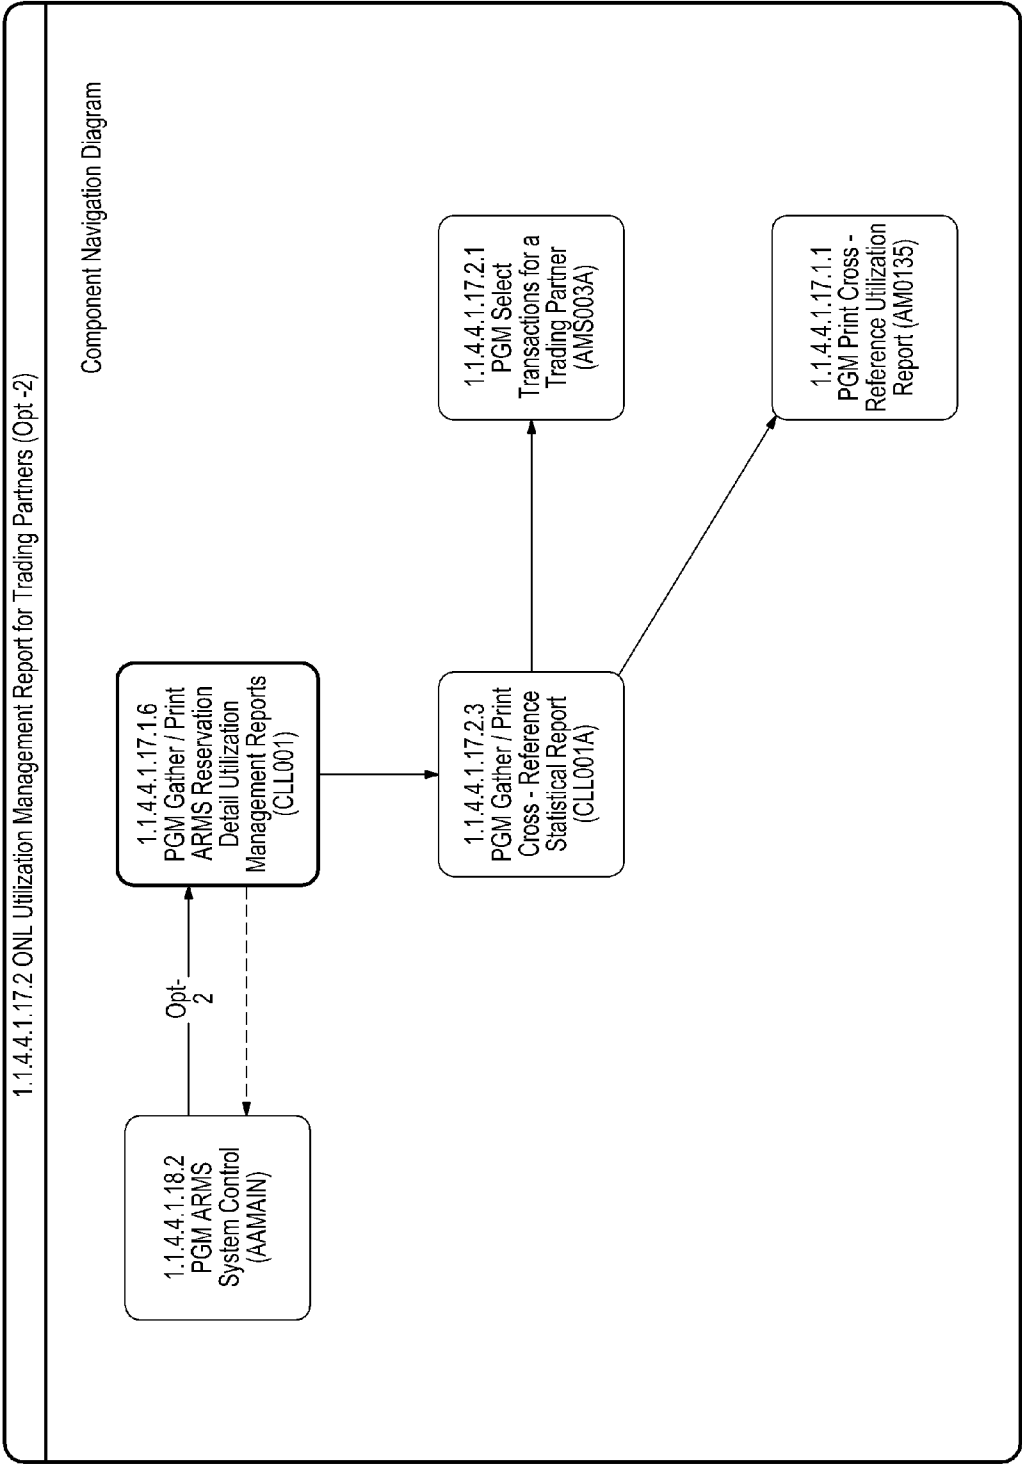 1.1.4.4.1.17.2 ONL Utilization Management Report for Trading Partners (Opt -2)
Component Navigation Diagram
1.1.4.4.1.18.2
PGM ARMS
System Control
(AAMAIN)
Opt-
2
1.1.4.4.1.17.1.6
PGM Gather / Print
ARMS Reservation
Detail Utilization
Management Reports
(CLL001)
1.1.4.4.1.17.2.3
PGM Gather / Print
Cross - Reference
Statistical Report
(CLL001A)
1.1.4.4.1.17.2.1
PGM Select
Transactions for a
Trading Partner
(AMS003A)
1.1.4.4.1.17.1.1
PGM Print Cross -
Reference Utilization
Report (AM0135)